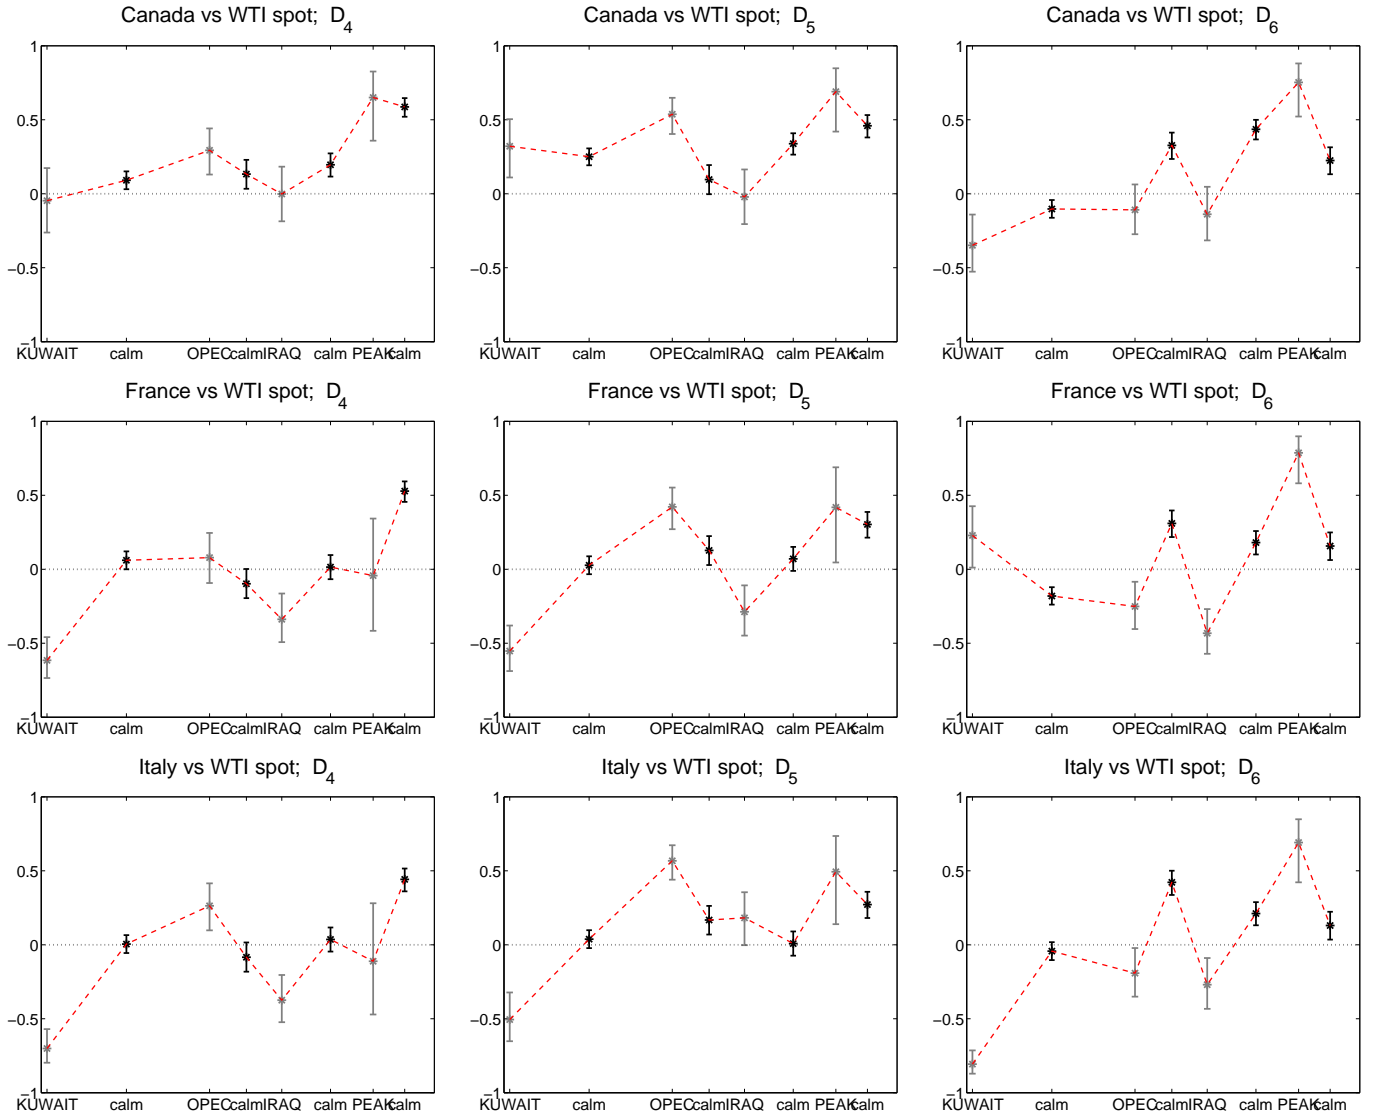 Canada vs WTI spot; D4
Canada vs WTI spot; D5
Canada vs WTI spot; D6
1
0.5
0
−0.5
−1
KUWAIT calm OPEC calm IRAQ calm PEAK calm
1
0.5
0
−0.5
−1
KUWAIT calm OPEC calm IRAQ calm PEAK calm
1
0.5
0
−0.5
−1
KUWAIT calm OPEC calm IRAQ calm PEAK calm
France vs WTI spot; D4
France vs WTI spot; D5
France vs WTI spot; D6
1
0.5
0
−0.5
−1
KUWAIT calm OPEC calm IRAQ calm PEAK calm
1
0.5
0
−0.5
−1
KUWAIT calm OPEC calm IRAQ calm PEAK calm
1
0.5
0
−0.5
−1
KUWAIT calm OPEC calm IRAQ calm PEAK calm
Italy vs WTI spot; D4
Italy vs WTI spot; D5
Italy vs WTI spot; D6
1
0.5
0
−0.5
−1
KUWAIT calm OPEC calm IRAQ calm PEAK calm
1
0.5
0
−0.5
−1
KUWAIT calm OPEC calm IRAQ calm PEAK calm
1
0.5
0
−0.5
−1
KUWAIT calm OPEC calm IRAQ calm PEAK calm